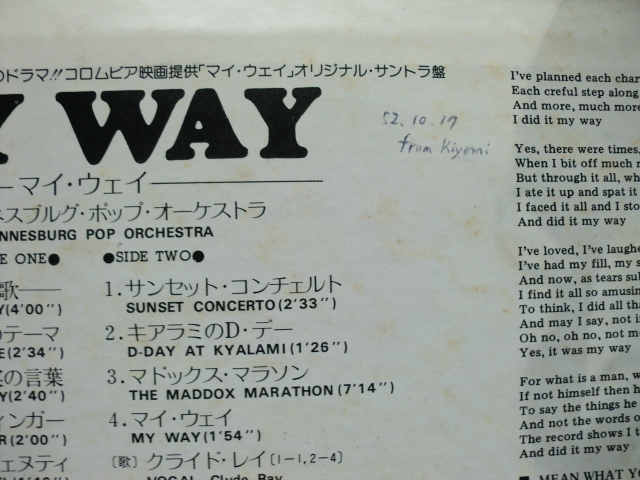 のドラマ!!コロムビア映画提供「マイ・ウェイ」オリジナル・サントラ盤
Y WAY
52.10.17
from Kiyemi
—マイ・ウェイ—
ネスブルグ・ポップ・オーケストラ
NNESBURG POP ORCHESTRA
E ONE●
●SIDE TWO●
歌—
Y(4'00")
のテーマ
E(2'34")
の言葉
Y(2'40")
ィンガー
R(2'00")
ェヌティ
1.サンセット・コンチェルト
SUNSET CONCERTO(2'33")
2.キアラミのD・デー
D-DAY AT KYALAMI(1'26")
3.マドックス・マラソン
THE MADDOX MARATHON(7'14")
4.マイ・ウェイ
MY WAY(1'54")
〔歌〕クライド・レイ〔1-1,2-4〕
VOCAL Clyde Ray
I've planned each char
Each creful step along
And more, much more
I did it my way
Yes, there were times,
When I bit off much m
But through it all, wh
I ate it up and spat it
I faced it all and I sto
And did it my way
I've loved, I've laughe
I've had my fill, my s
And now, as tears sub
I find it all so amusin
To think, I did all tha
And may I say, not i
Oh no, oh no, not m
Yes, it was my way
For what is a man, w
If not himself then h
To say the things he
And not the words o
The record shows I t
And did it my way
■ MEAN WHAT YO